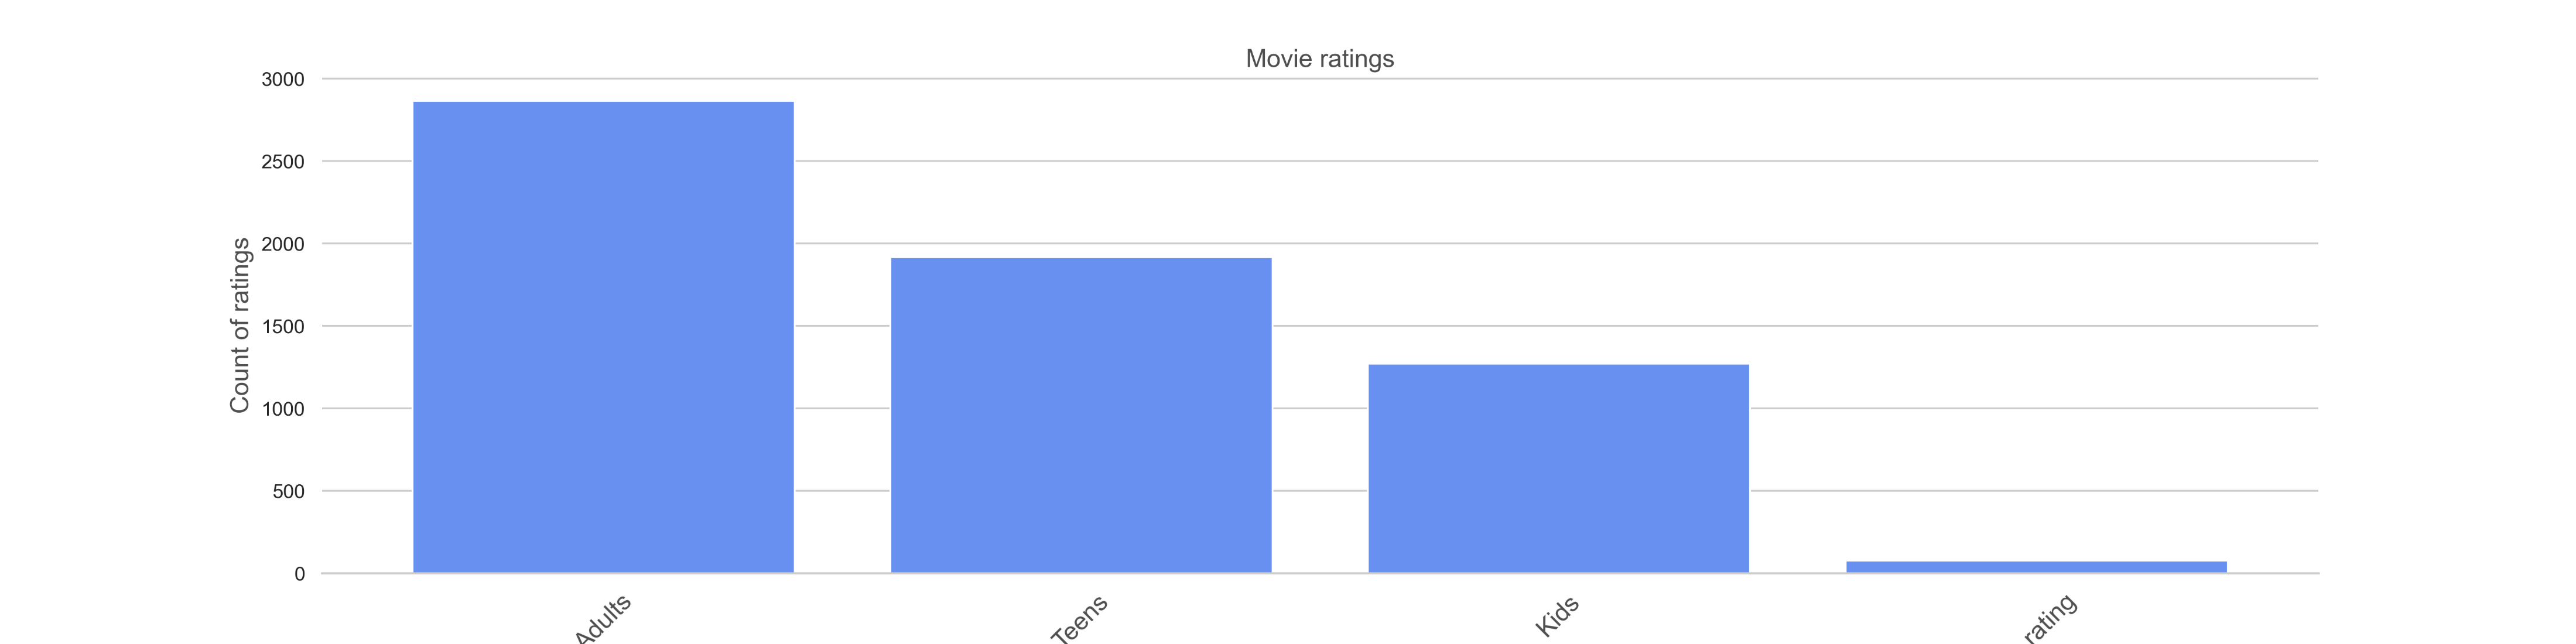 Movie ratings
3000
2500
2000
1500
1000
500
0
Count of ratings
Adults
Teens
Kids
rating